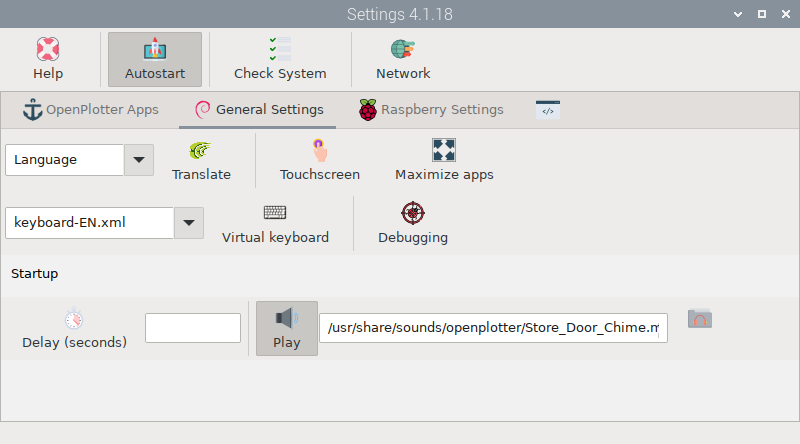 Settings 4.1.18
Help Autostart Check System Network
OpenPlotter Apps General Settings Raspberry Settings </>
Language Translate Touchscreen Maximize apps
keyboard-EN.xml Virtual keyboard Debugging
Startup
Delay (seconds) Play /usr/share/sounds/openplotter/Store_Door_Chime.m